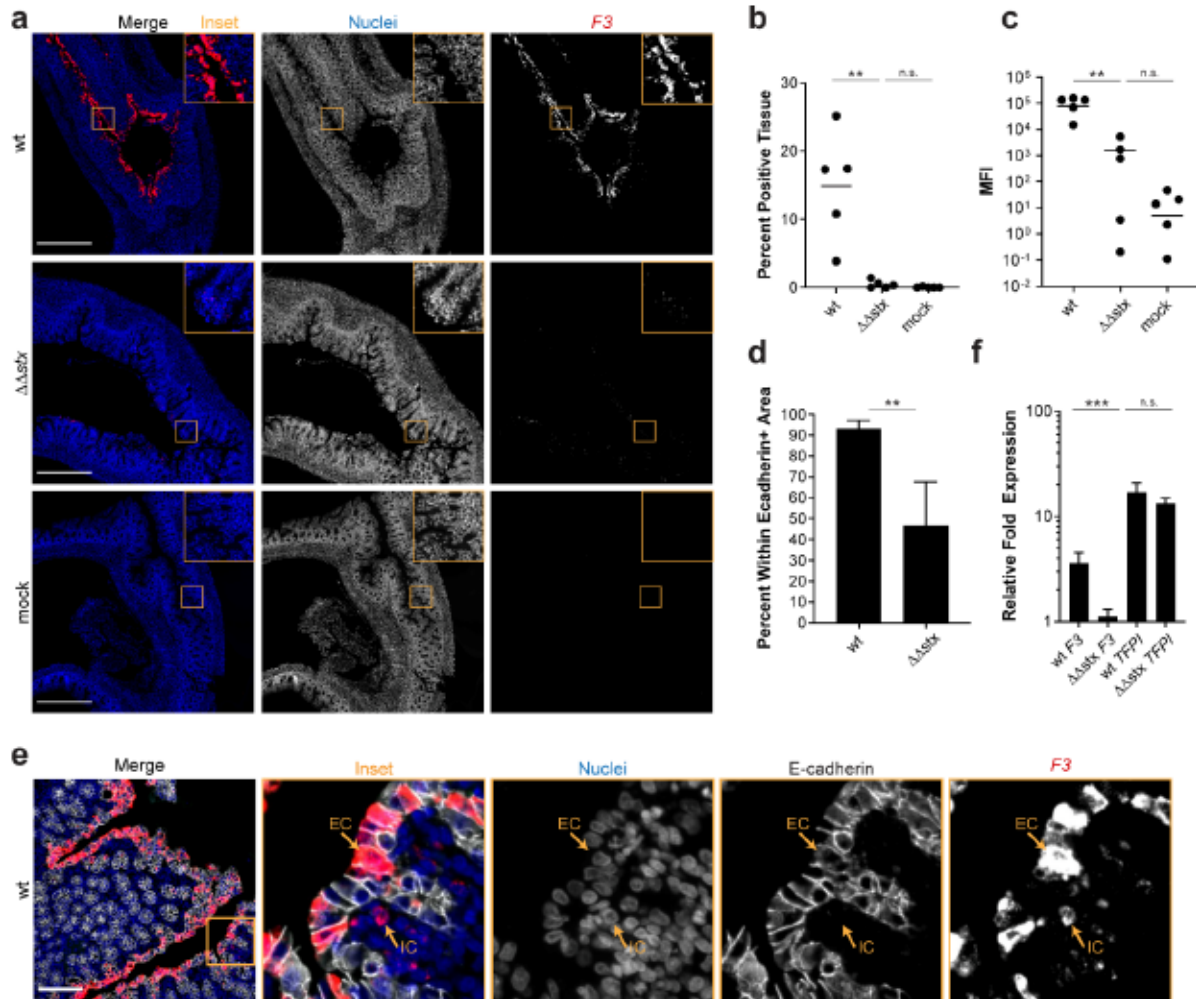 a
Merge Inset Nuclei F3
wt
ΔΔstx
mock
b
** n.s.
Percent Positive Tissue
30
20
10
0
wt ΔΔstx mock
c
** n.s.
MFI
10⁶
10⁵
10⁴
10³
10²
10¹
10⁰
10⁻¹
10⁻²
wt ΔΔstx mock
d
**
Percent Within Ecadherin+ Area
100
90
80
70
60
50
40
30
20
10
0
wt ΔΔstx
f
*** n.s.
Relative Fold Expression
100
10
1
wt F3 ΔΔstx F3 wt TFPI ΔΔstx TFPI
e
Merge Inset Nuclei E-cadherin F3
wt
EC EC EC EC
IC IC IC IC